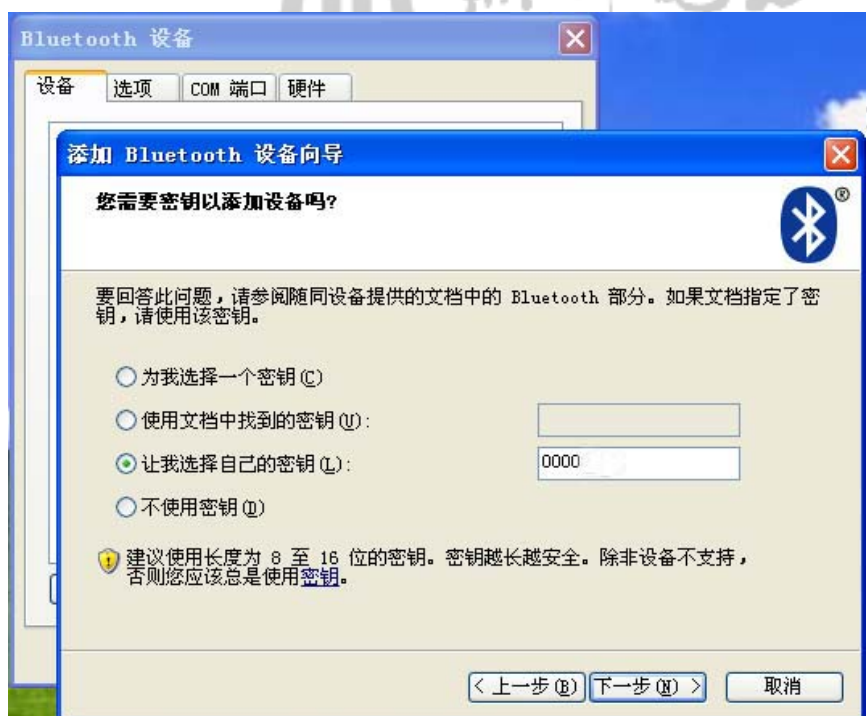 Bluetooth 设备
设备 选项 COM 端口 硬件
添加 Bluetooth 设备向导
您需要密钥以添加设备吗?
®
要回答此问题，请参阅随同设备提供的文档中的 Bluetooth 部分。如果文档指定了密
钥，请使用该密钥。
为我选择一个密钥(C)
使用文档中找到的密钥(U):
让我选择自己的密钥(L): 0000
不使用密钥(D)
建议使用长度为 8 至 16 位的密钥。密钥越长越安全。除非设备不支持，
否则您应该总是使用密钥。
< 上一步(B) 下一步(N) > 取消